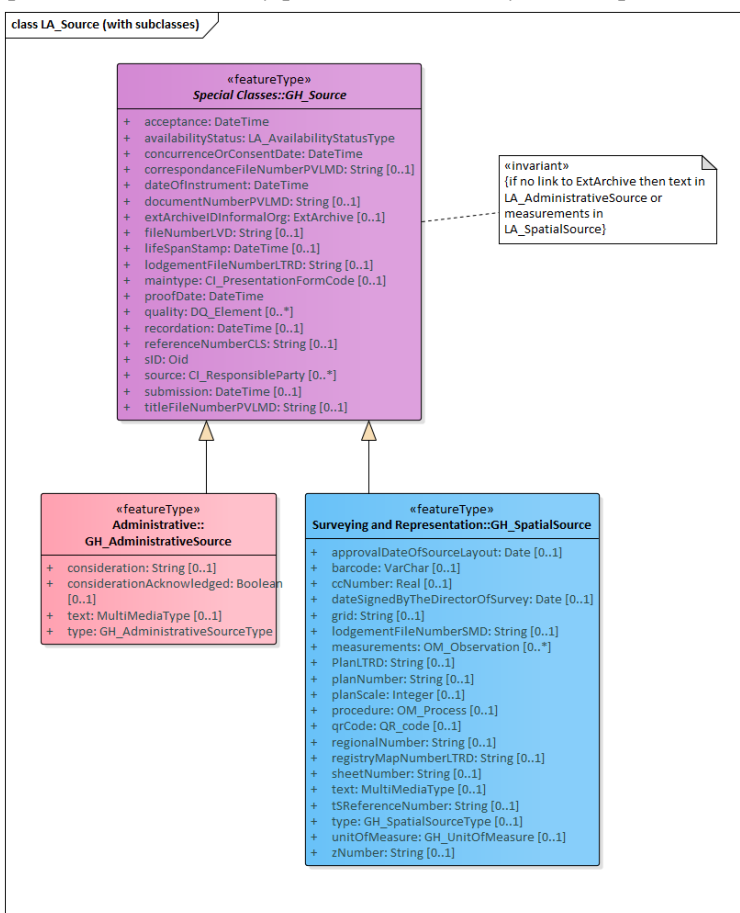 class LA_Source (with subclasses)
«featureType»
Special Classes::GH_Source
+ acceptance: DateTime
+ availabilityStatus: LA_AvailabilityStatusType
+ concurrenceOrConsentDate: DateTime
+ correspondanceFileNumberPVLMD: String [0..1]
+ dateOfInstrument: DateTime
+ documentNumberPVLMD: String [0..1]
+ extArchiveIDInformalOrg: ExtArchive [0..1]
+ fileNumberLVD: String [0..1]
+ lifeSpanStamp: DateTime [0..1]
+ lodgementFileNumberLTRD: String [0..1]
+ maintype: CI_PresentationFormCode [0..1]
+ proofDate: DateTime
+ quality: DQ_Element [0..*]
+ recordation: DateTime [0..1]
+ referenceNumberCLS: String [0..1]
+ sID: Oid
+ source: CI_ResponsibleParty [0..*]
+ submission: DateTime [0..1]
+ titleFileNumberPVLMD: String [0..1]
«invariant»
{if no link to ExtArchive then text in
LA_AdministrativeSource or
measurements in
LA_SpatialSource}
«featureType»
Administrative::
GH_AdministrativeSource
+ consideration: String [0..1]
+ considerationAcknowledged: Boolean
[0..1]
+ text: MultiMediaType [0..1]
+ type: GH_AdministrativeSourceType
«featureType»
Surveying and Representation::GH_SpatialSource
+ approvalDateOfSourceLayout: Date [0..1]
+ barcode: VarChar [0..1]
+ ccNumber: Real [0..1]
+ dateSignedByTheDirectorOfSurvey: Date [0..1]
+ grid: String [0..1]
+ lodgementFileNumberSMD: String [0..1]
+ measurements: OM_Observation [0..*]
+ PlanLTRD: String [0..1]
+ planNumber: String [0..1]
+ planScale: Integer [0..1]
+ procedure: OM_Process [0..1]
+ qrCode: QR_code [0..1]
+ regionalNumber: String [0..1]
+ registryMapNumberLTRD: String [0..1]
+ sheetNumber: String [0..1]
+ text: MultiMediaType [0..1]
+ tSReferenceNumber: String [0..1]
+ type: GH_SpatialSourceType [0..1]
+ unitOfMeasure: GH_UnitOfMeasure [0..1]
+ zNumber: String [0..1]